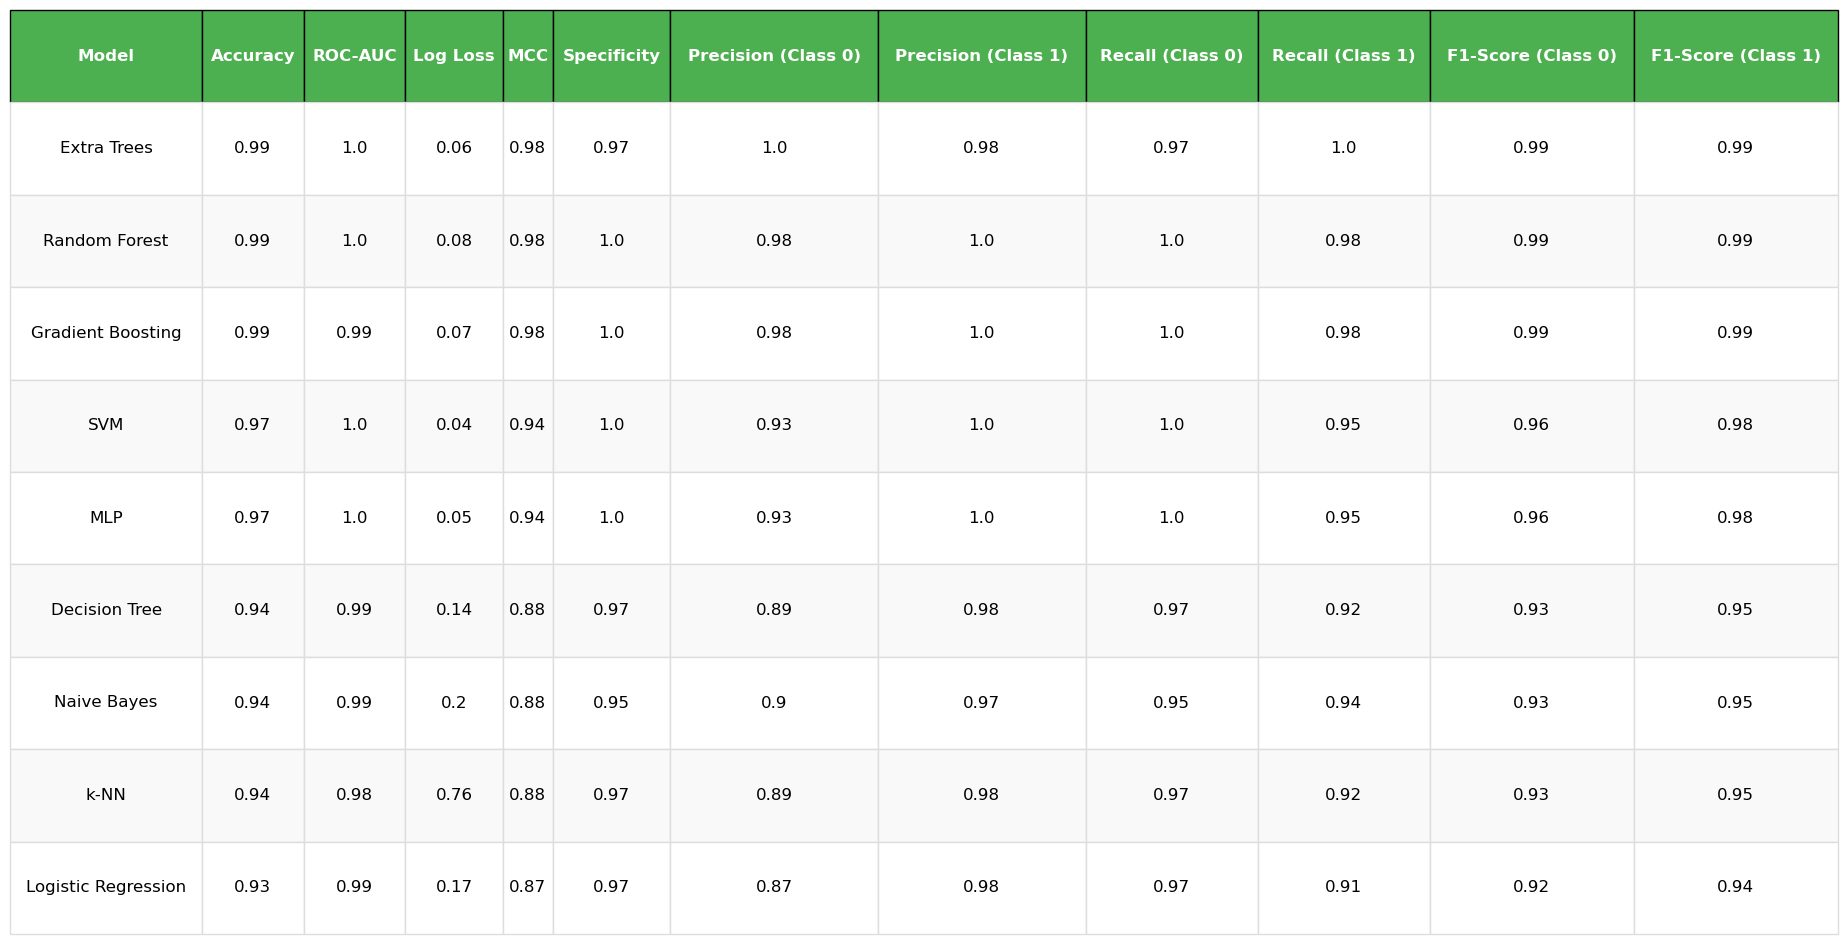 Model Accuracy ROC-AUC Log Loss MCC Specificity Precision (Class 0) Precision (Class 1) Recall (Class 0) Recall (Class 1) F1-Score (Class 0) F1-Score (Class 1)
Extra Trees 0.99 1.0 0.06 0.98 0.97 1.0 0.98 0.97 1.0 0.99 0.99
Random Forest 0.99 1.0 0.08 0.98 1.0 0.98 1.0 1.0 0.98 0.99 0.99
Gradient Boosting 0.99 0.99 0.07 0.98 1.0 0.98 1.0 1.0 0.98 0.99 0.99
SVM 0.97 1.0 0.04 0.94 1.0 0.93 1.0 1.0 0.95 0.96 0.98
MLP 0.97 1.0 0.05 0.94 1.0 0.93 1.0 1.0 0.95 0.96 0.98
Decision Tree 0.94 0.99 0.14 0.88 0.97 0.89 0.98 0.97 0.92 0.93 0.95
Naive Bayes 0.94 0.99 0.2 0.88 0.95 0.9 0.97 0.95 0.94 0.93 0.95
k-NN 0.94 0.98 0.76 0.88 0.97 0.89 0.98 0.97 0.92 0.93 0.95
Logistic Regression 0.93 0.99 0.17 0.87 0.97 0.87 0.98 0.97 0.91 0.92 0.94